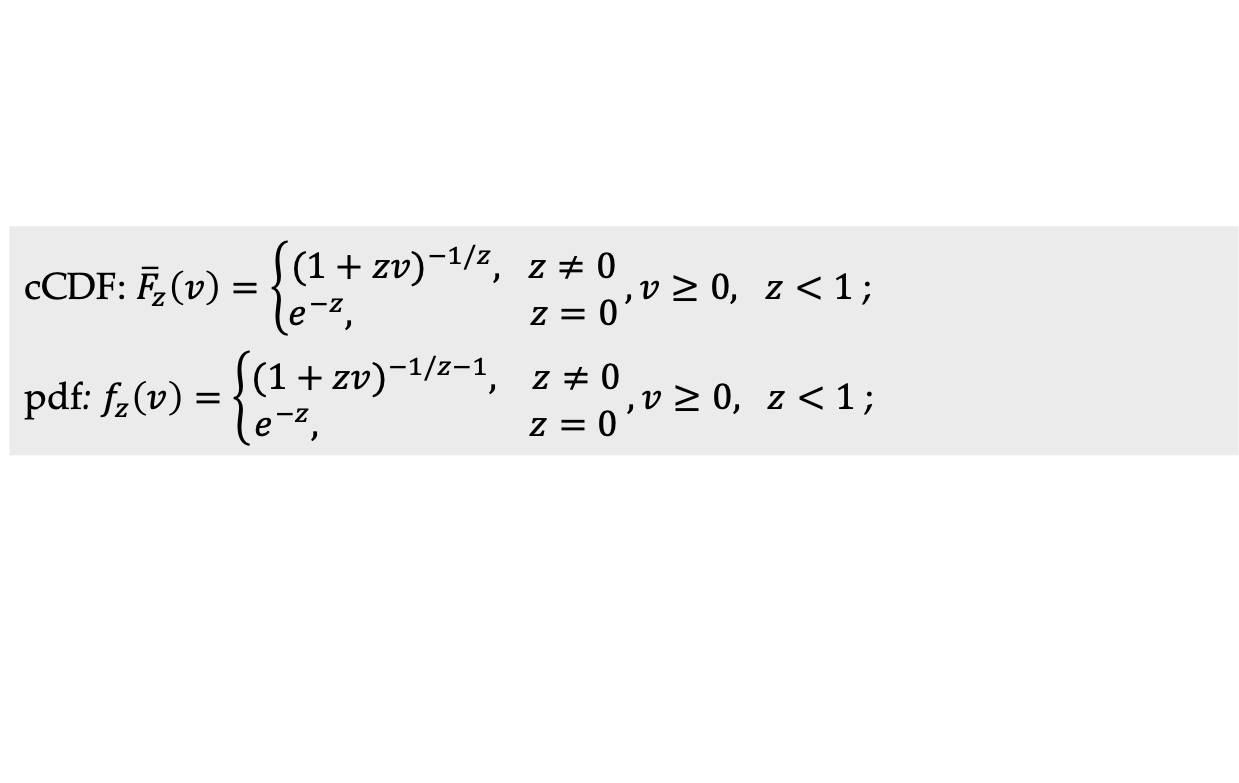 cCDF: F̄_z(v) = {(1 + zv)^{−1/z}, z ≠ 0; e^{−z}, z = 0, v ≥ 0, z < 1 ;
pdf: f_z(v) = {(1 + zv)^{−1/z−1}, z ≠ 0; e^{−z}, z = 0, v ≥ 0, z < 1 ;